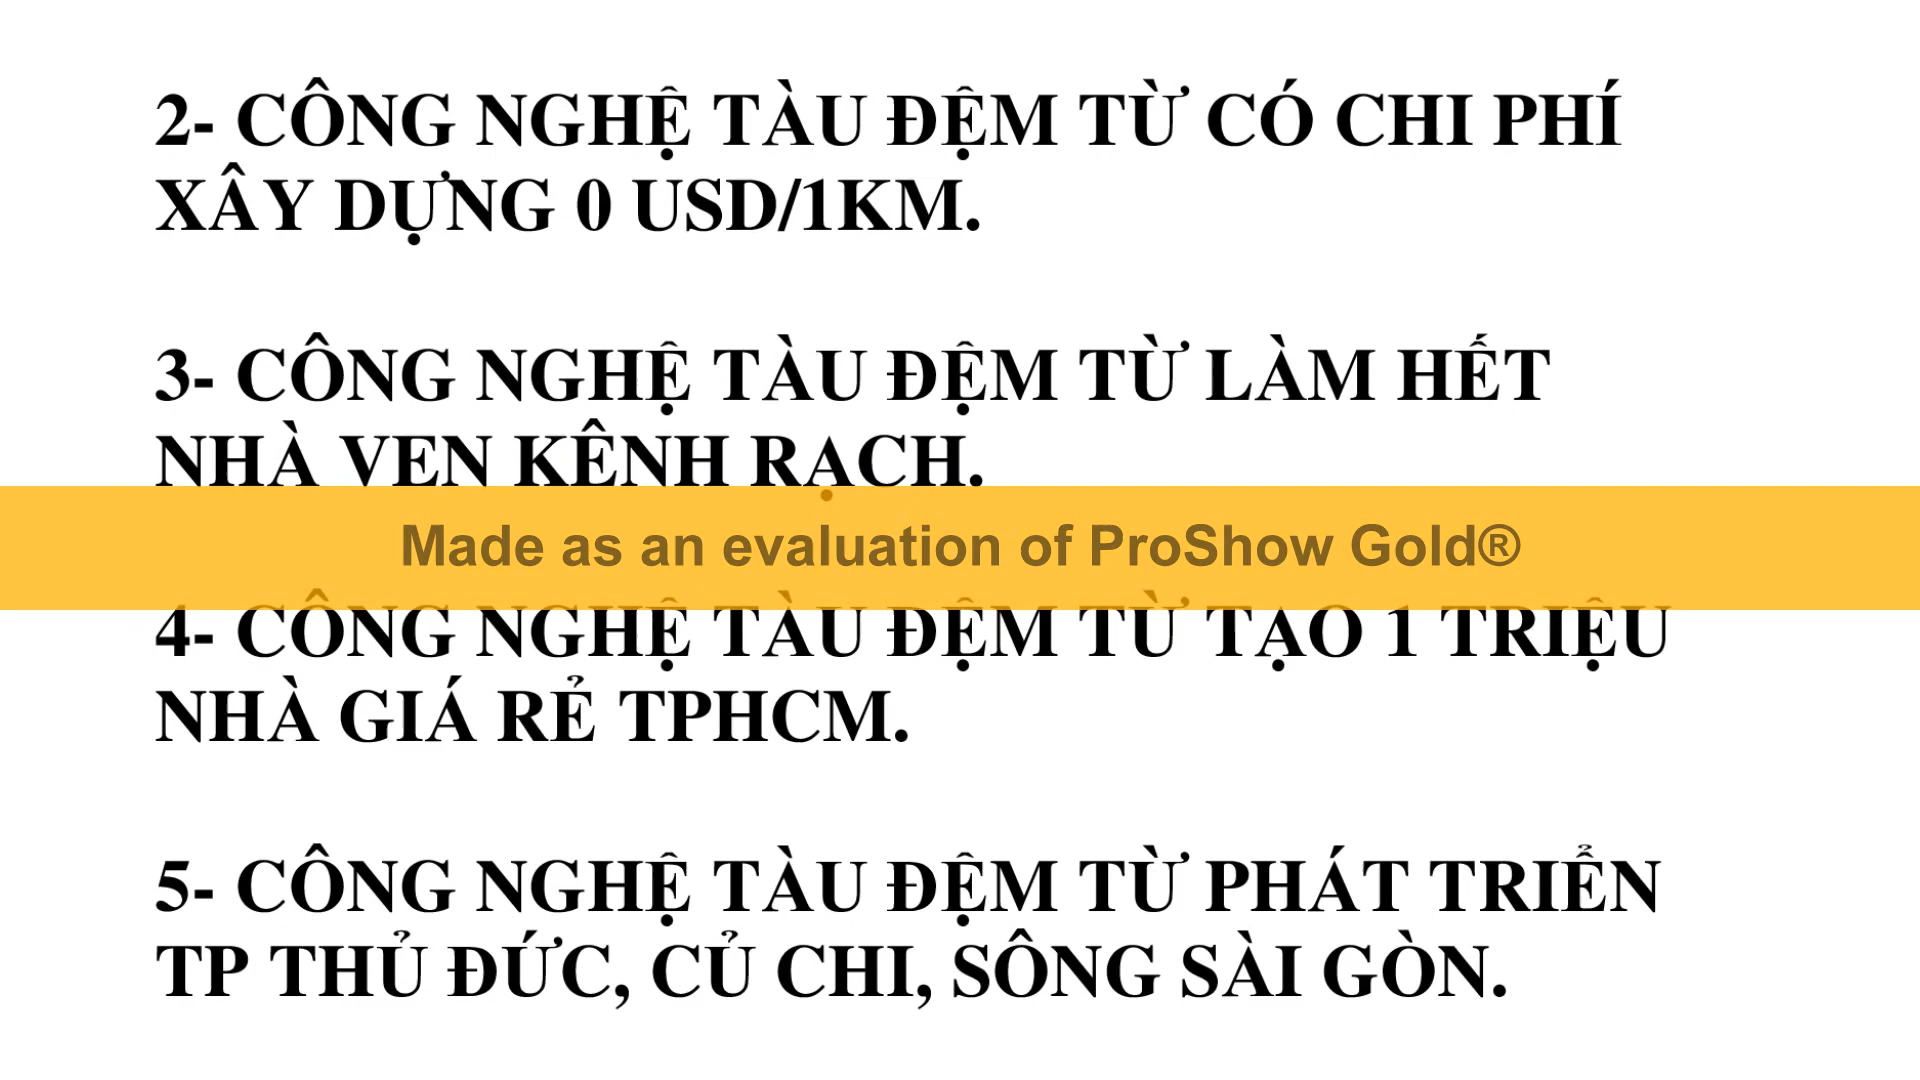 2- CÔNG NGHỆ TÀU ĐỆM TỪ CÓ CHI PHÍ
XÂY DỰNG 0 USD/1KM.
3- CÔNG NGHỆ TÀU ĐỆM TỪ LÀM HẾT
NHÀ VEN KÊNH RẠCH.
Made as an evaluation of ProShow Gold®
4- CÔNG NGHỆ TÀU ĐỆM TỪ TẠO 1 TRIỆU
NHÀ GIÁ RẺ TPHCM.
5- CÔNG NGHỆ TÀU ĐỆM TỪ PHÁT TRIỂN
TP THỦ ĐỨC, CỦ CHI, SÔNG SÀI GÒN.